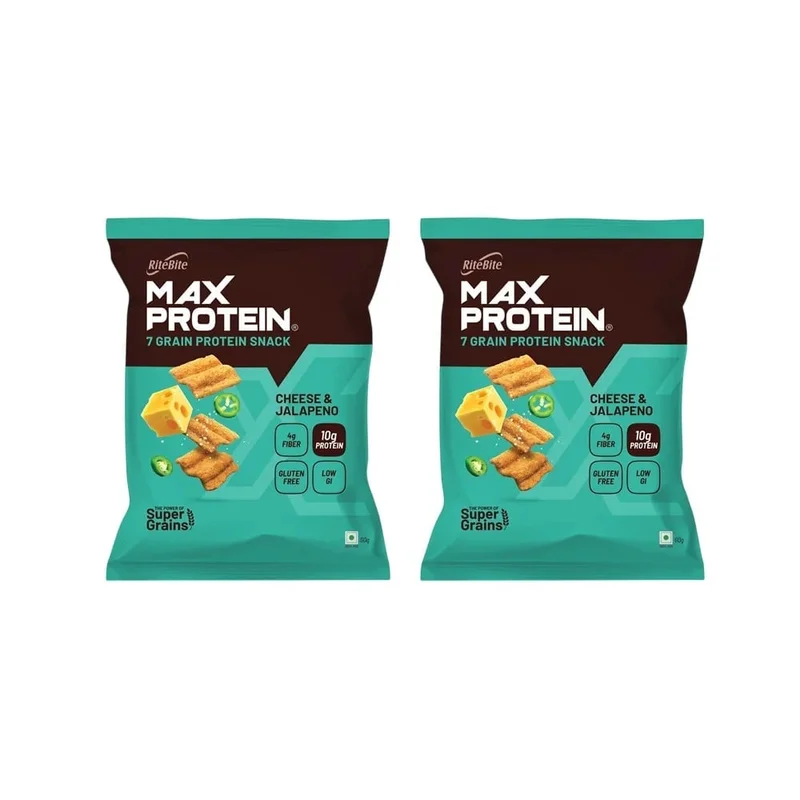 RiteBite
MAX
PROTEIN®
7 GRAIN PROTEIN SNACK
CHEESE &
JALAPENO
4g
FIBER
10g
PROTEIN
GLUTEN
FREE
LOW
GI
THE POWER OF
Super
Grains
60g
RiteBite
MAX
PROTEIN®
7 GRAIN PROTEIN SNACK
CHEESE &
JALAPENO
4g
FIBER
10g
PROTEIN
GLUTEN
FREE
LOW
GI
THE POWER OF
Super
Grains
60g